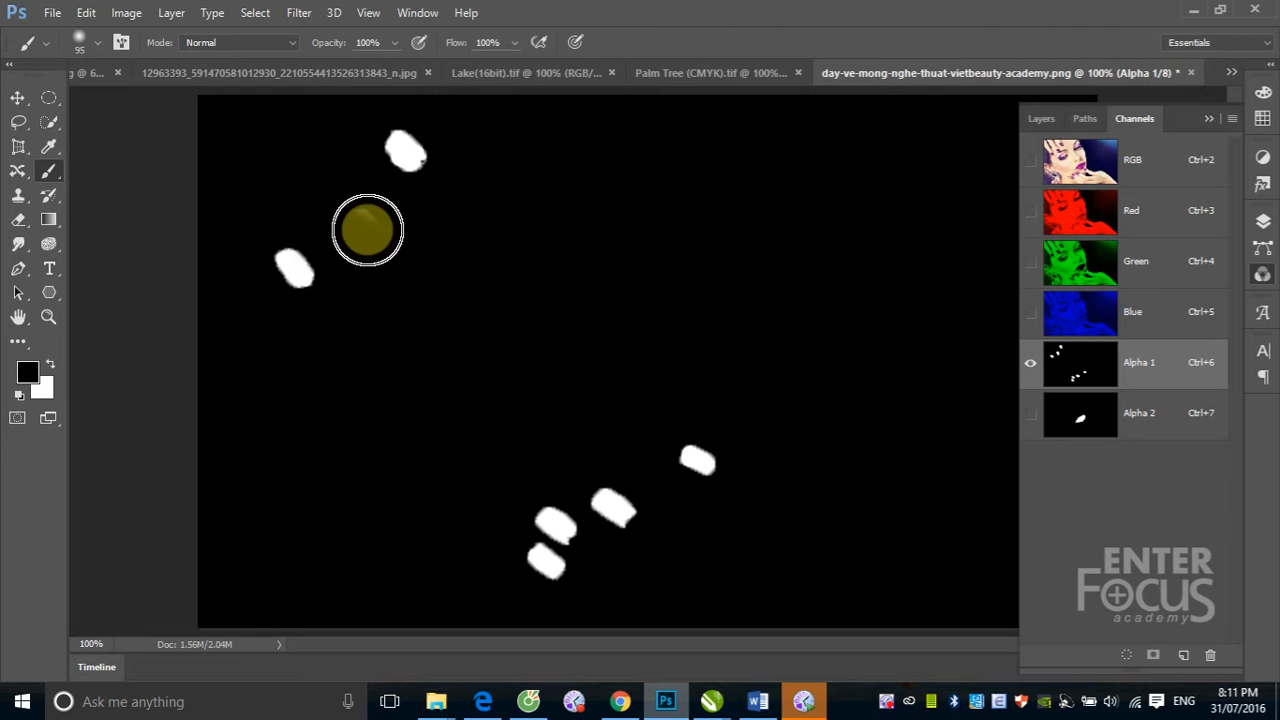 Ps File Edit Image Layer Type Select Filter 3D View Window Help
95 Mode: Normal Opacity: 100% Flow: 100% Essentials
g @ 6... × 12963393_591470581012930_2210554413526313843_n.jpg × Lake(16bit).tif @ 100% (RGB/... × Palm Tree (CMYK).tif @ 100%... × day-ve-mong-nghe-thuat-vietbeauty-academy.png @ 100% (Alpha 1/8) * ×
Layers Paths Channels
RGB Ctrl+2
Red Ctrl+3
Green Ctrl+4
Blue Ctrl+5
Alpha 1 Ctrl+6
Alpha 2 Ctrl+7
ENTER
FOCUS
academy
100% Doc: 1.56M/2.04M
Timeline
Ask me anything
Ps
ENG
8:11 PM
31/07/2016